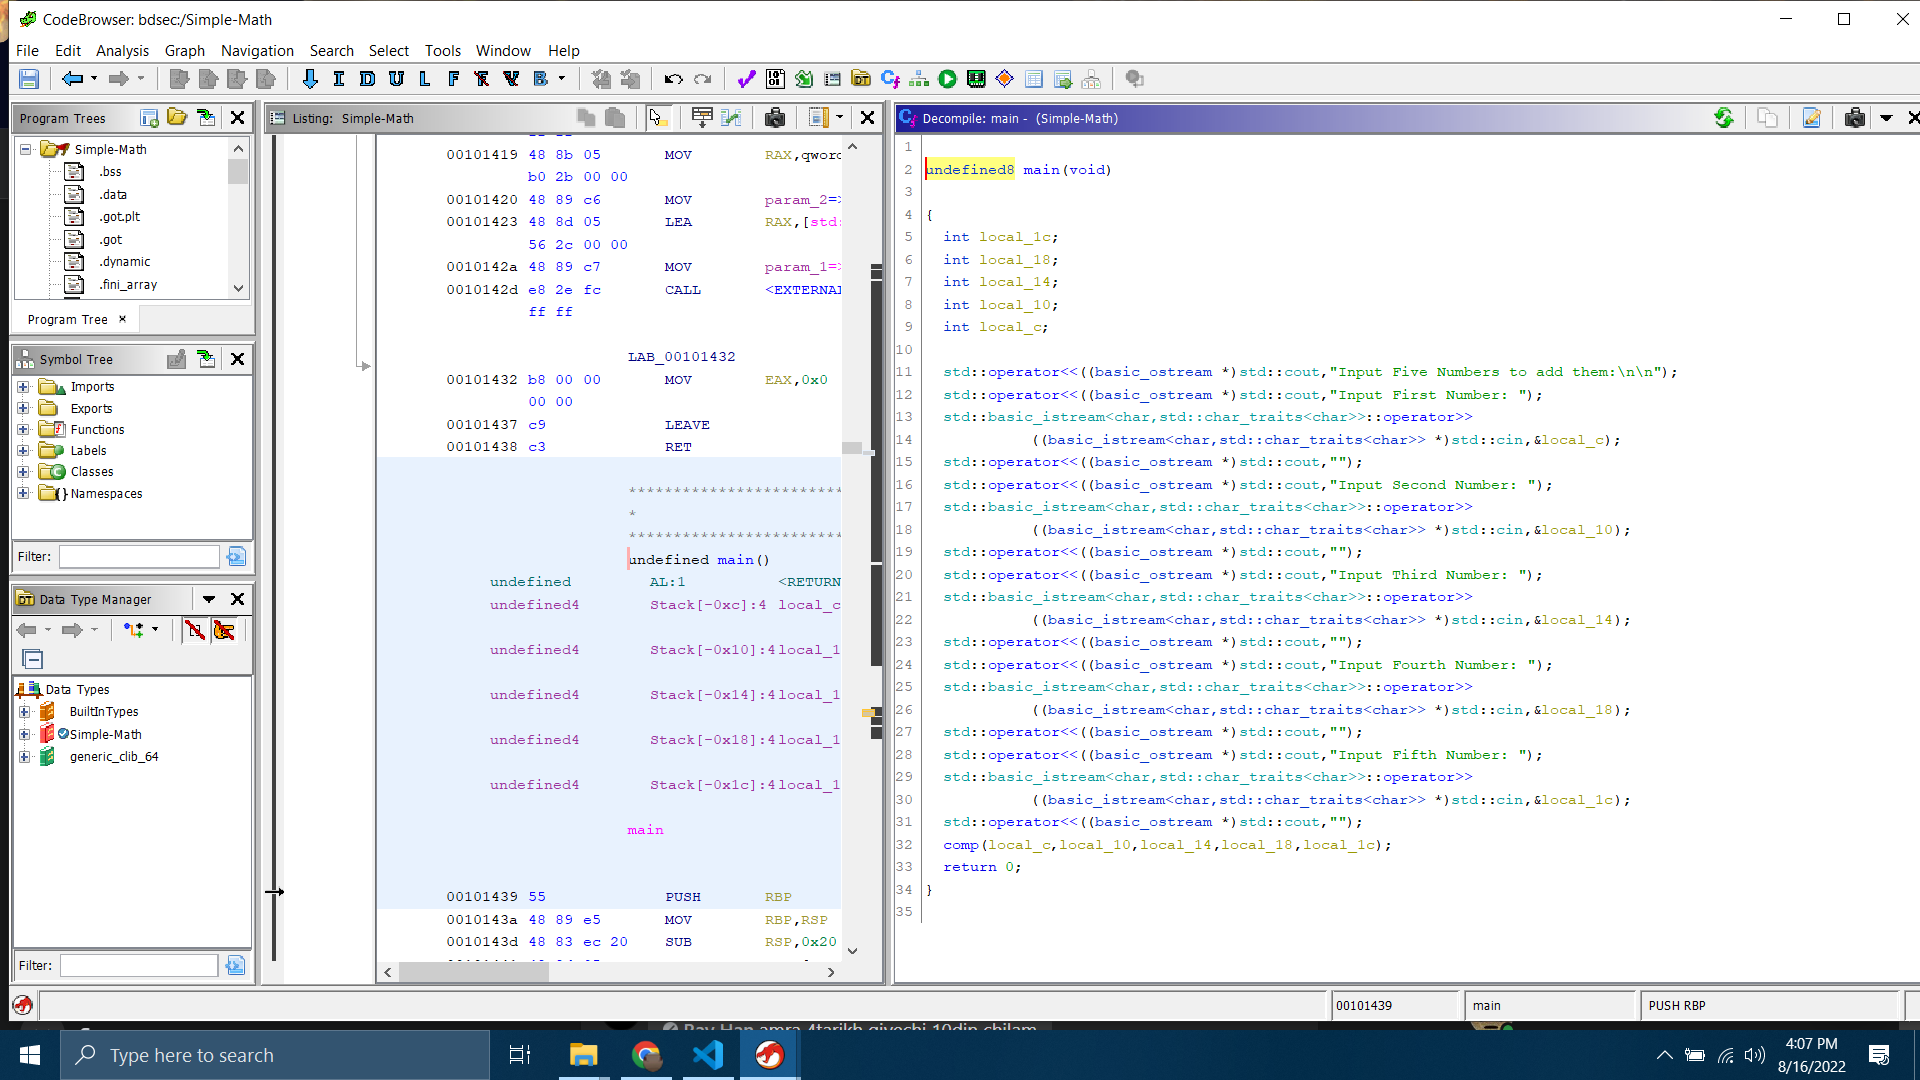 CodeBrowser: bdsec:/Simple-Math
File Edit Analysis Graph Navigation Search Select Tools Window Help
I D U L F V B
Program Trees
Simple-Math
.bss
.data
.got.plt
.got
.dynamic
.fini_array
Program Tree ×
Symbol Tree
Imports
Exports
Functions
Labels
Classes
Namespaces
Filter:
Data Type Manager
Data Types
BuiltInTypes
Simple-Math
generic_clib_64
Filter:
Listing: Simple-Math
00101419 48 8b 05 MOV RAX,qword
b0 2b 00 00
00101420 48 89 c6 MOV param_2=>
00101423 48 8d 05 LEA RAX,[std:
56 2c 00 00
0010142a 48 89 c7 MOV param_1=>
0010142d e8 2e fc CALL <EXTERNAL
ff ff
LAB_00101432
00101432 b8 00 00 MOV EAX,0x0
00 00
00101437 c9 LEAVE
00101438 c3 RET
************************
*
************************
undefined main()
undefined AL:1 <RETURN
undefined4 Stack[-0xc]:4 local_c
undefined4 Stack[-0x10]:4 local_1
undefined4 Stack[-0x14]:4 local_1
undefined4 Stack[-0x18]:4 local_1
undefined4 Stack[-0x1c]:4 local_1
main
00101439 55 PUSH RBP
0010143a 48 89 e5 MOV RBP,RSP
0010143d 48 83 ec 20 SUB RSP,0x20
Decompile: main - (Simple-Math)
1
2 undefined8 main(void)
3
4 {
5 int local_1c;
6 int local_18;
7 int local_14;
8 int local_10;
9 int local_c;
10
11 std::operator<<((basic_ostream *)std::cout,"Input Five Numbers to add them:\n\n");
12 std::operator<<((basic_ostream *)std::cout,"Input First Number: ");
13 std::basic_istream<char,std::char_traits<char>>::operator>>
14 ((basic_istream<char,std::char_traits<char>> *)std::cin,&local_c);
15 std::operator<<((basic_ostream *)std::cout,"");
16 std::operator<<((basic_ostream *)std::cout,"Input Second Number: ");
17 std::basic_istream<char,std::char_traits<char>>::operator>>
18 ((basic_istream<char,std::char_traits<char>> *)std::cin,&local_10);
19 std::operator<<((basic_ostream *)std::cout,"");
20 std::operator<<((basic_ostream *)std::cout,"Input Third Number: ");
21 std::basic_istream<char,std::char_traits<char>>::operator>>
22 ((basic_istream<char,std::char_traits<char>> *)std::cin,&local_14);
23 std::operator<<((basic_ostream *)std::cout,"");
24 std::operator<<((basic_ostream *)std::cout,"Input Fourth Number: ");
25 std::basic_istream<char,std::char_traits<char>>::operator>>
26 ((basic_istream<char,std::char_traits<char>> *)std::cin,&local_18);
27 std::operator<<((basic_ostream *)std::cout,"");
28 std::operator<<((basic_ostream *)std::cout,"Input Fifth Number: ");
29 std::basic_istream<char,std::char_traits<char>>::operator>>
30 ((basic_istream<char,std::char_traits<char>> *)std::cin,&local_1c);
31 std::operator<<((basic_ostream *)std::cout,"");
32 comp(local_c,local_10,local_14,local_18,local_1c);
33 return 0;
34 }
35
00101439 main PUSH RBP
Type here to search
4:07 PM
8/16/2022